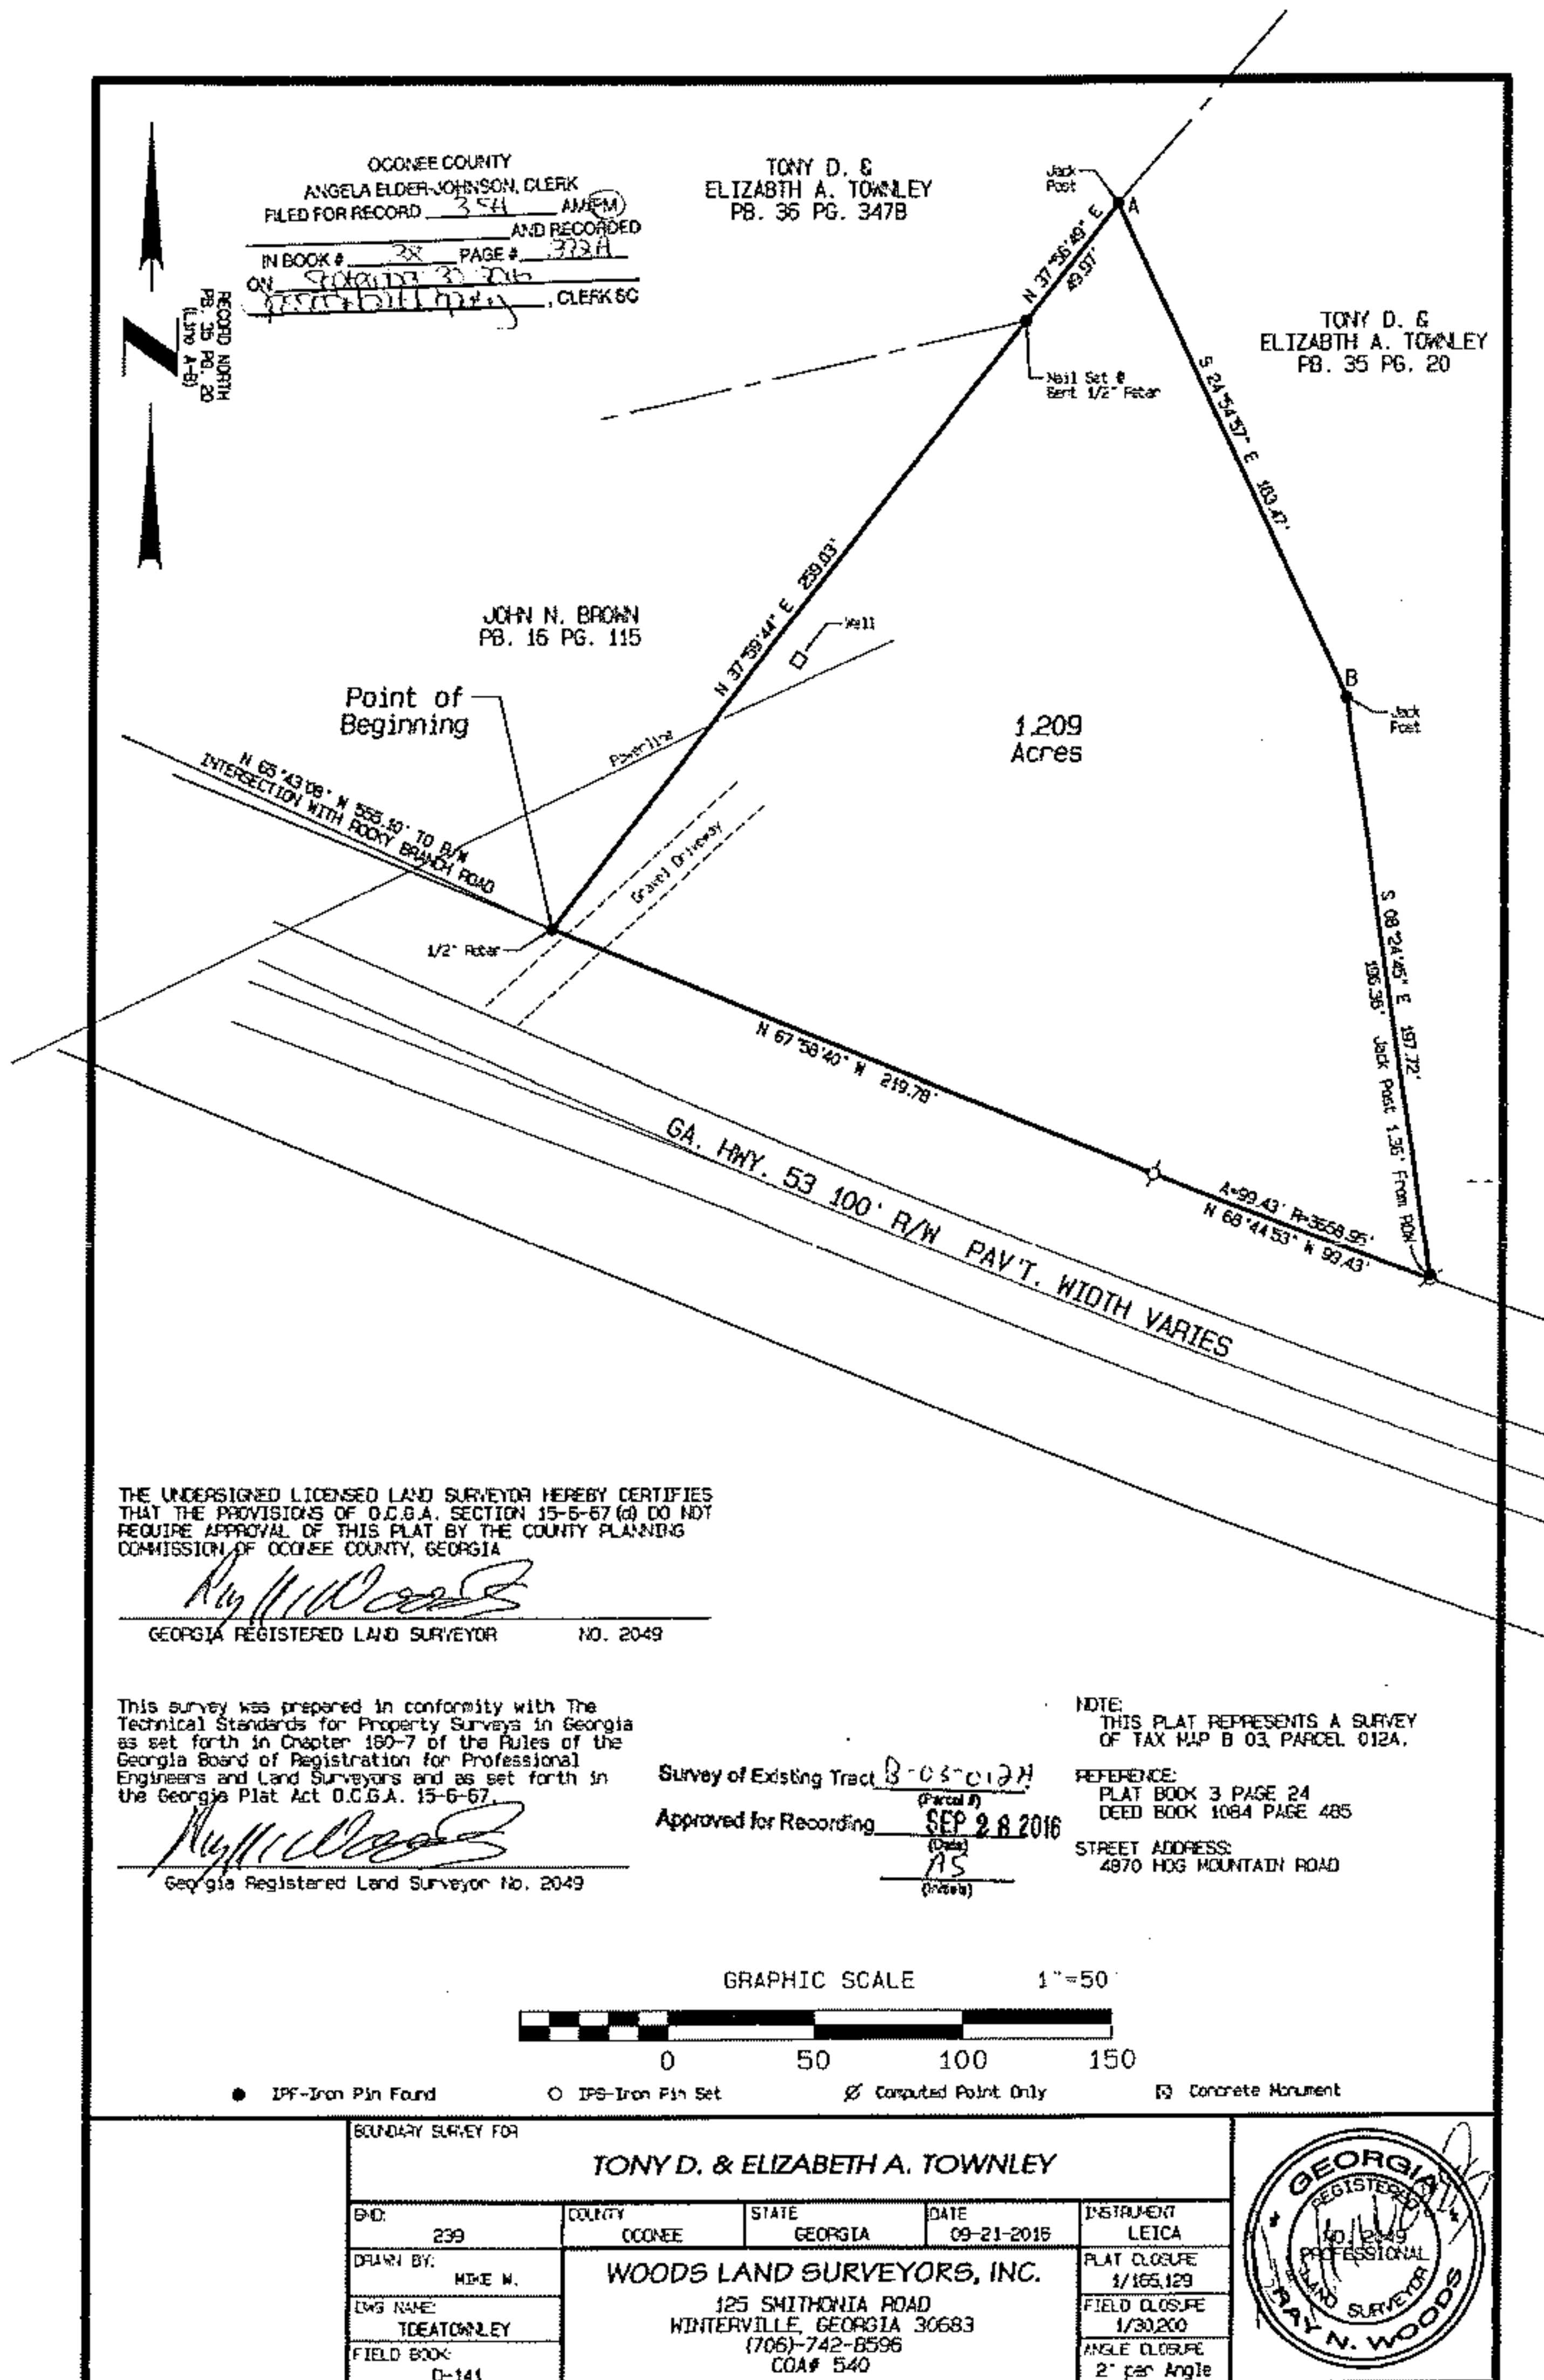 OCONEE COUNTY
ANGELA ELDER-JOHNSON, CLERK
FILED FOR RECORD AM/PM
AND RECORDED
IN BOOK # 38 PAGE #
ON
, CLERK SC
TONY D. &
ELIZABTH A. TOWNLEY
PB. 36 PG. 347B
Jack
Post
A
N 37°56'49" E
49.97'
RECORD NORTH
PB. 35 PG. 20
(Line A-B)
TONY D. &
ELIZABTH A. TOWNLEY
PB. 35 PG. 20
Nail Set @
Bent 1/2" Rebar
S 24°54'57" E 183.47'
N 37°59'44" E 259.03'
JOHN N. BROWN
PB. 16 PG. 115
Well
B
Jack
Post
Point of
Beginning
1.209
Acres
Powerline
N 65°43'08" W 555.10' TO R/W
INTERSECTION WITH ROCKY BRANCH ROAD
Gravel Driveway
1/2" Rebar
S 08°24'45" E 197.72'
196.36' Jack Post 1.36' From ROW
N 67°58'40" W 219.78'
A=99.43' R=3658.95'
N 68°44'53" W 99.43'
GA. HWY. 53 100' R/W PAV'T. WIDTH VARIES
THE UNDERSIGNED LICENSED LAND SURVEYOR HEREBY CERTIFIES
THAT THE PROVISIONS OF O.C.G.A. SECTION 15-6-67 (d) DO NOT
REQUIRE APPROVAL OF THIS PLAT BY THE COUNTY PLANNING
COMMISSION OF OCONEE COUNTY, GEORGIA
GEORGIA REGISTERED LAND SURVEYOR NO. 2049
This survey was prepared in conformity with The
Technical Standards for Property Surveys in Georgia
as set forth in Chapter 180-7 of the Rules of the
Georgia Board of Registration for Professional
Engineers and Land Surveyors and as set forth in
the Georgia Plat Act O.C.G.A. 15-6-67.
Georgia Registered Land Surveyor No. 2049
Survey of Existing Tract B-03-012A
(Parcel #)
Approved for Recording SEP 28 2016
(Date)
AS
(Initials)
NOTE:
THIS PLAT REPRESENTS A SURVEY
OF TAX MAP B 03, PARCEL 012A.
REFERENCE:
PLAT BOOK 3 PAGE 24
DEED BOOK 1084 PAGE 485
STREET ADDRESS:
4870 HOG MOUNTAIN ROAD
GRAPHIC SCALE 1"=50'
0 50 100 150
IPF-Iron Pin Found IPS-Iron Pin Set Computed Point Only Concrete Monument
BOUNDARY SURVEY FOR
TONY D. & ELIZABETH A. TOWNLEY
GMD: 239
COUNTY OCONEE
STATE GEORGIA
DATE 09-21-2016
INSTRUMENT LEICA
DRAWN BY: MIKE W.
DWG NAME: TDEATOWNLEY
FIELD BOOK: D-141
WOODS LAND SURVEYORS, INC.
125 SMITHONIA ROAD
WINTERVILLE, GEORGIA 30683
(706)-742-8596
COA# 540
PLAT CLOSURE 1/165,129
FIELD CLOSURE 1/30,200
ANGLE CLOSURE 2" per Angle
GEORGIA
REGISTERED
NO. 2049
PROFESSIONAL
LAND SURVEYOR
RAY N. WOODS